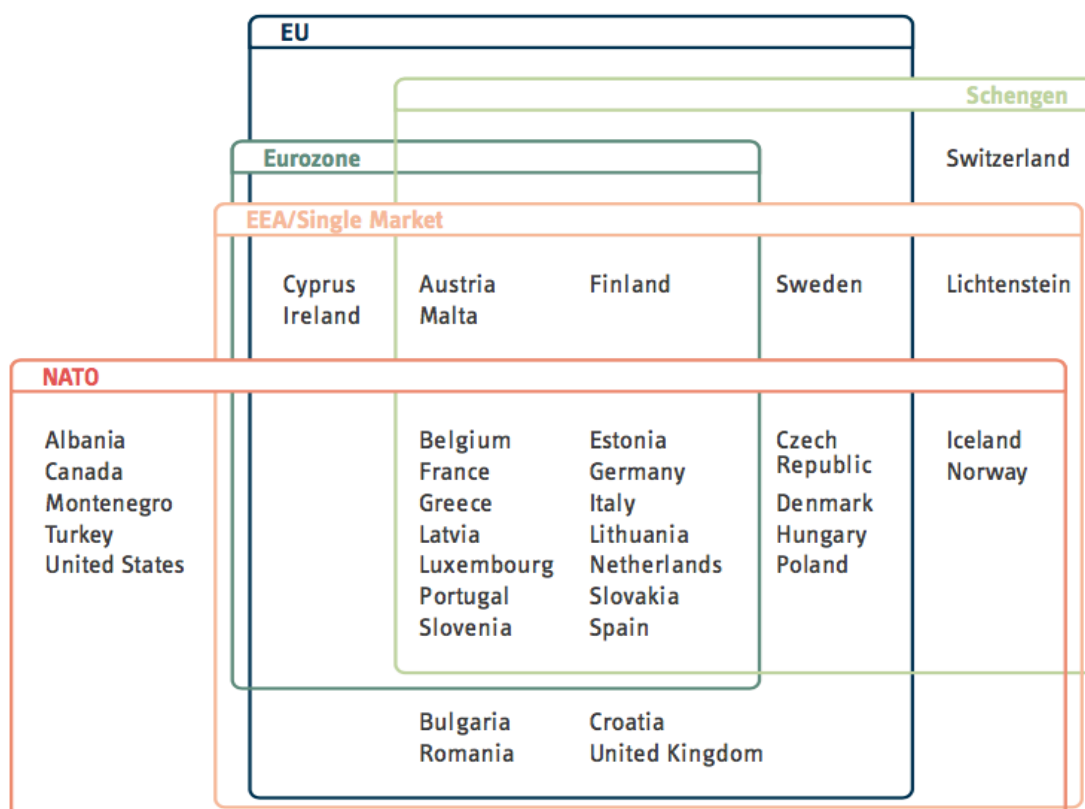 EU
Schengen
Eurozone
Switzerland
EEA/Single Market
Cyprus Austria Finland Sweden Lichtenstein
Ireland Malta
NATO
Albania Belgium Estonia Czech Iceland
Canada France Germany Republic Norway
Montenegro Greece Italy Denmark
Turkey Latvia Lithuania Hungary
United States Luxembourg Netherlands Poland
Portugal Slovakia
Slovenia Spain
Bulgaria Croatia
Romania United Kingdom